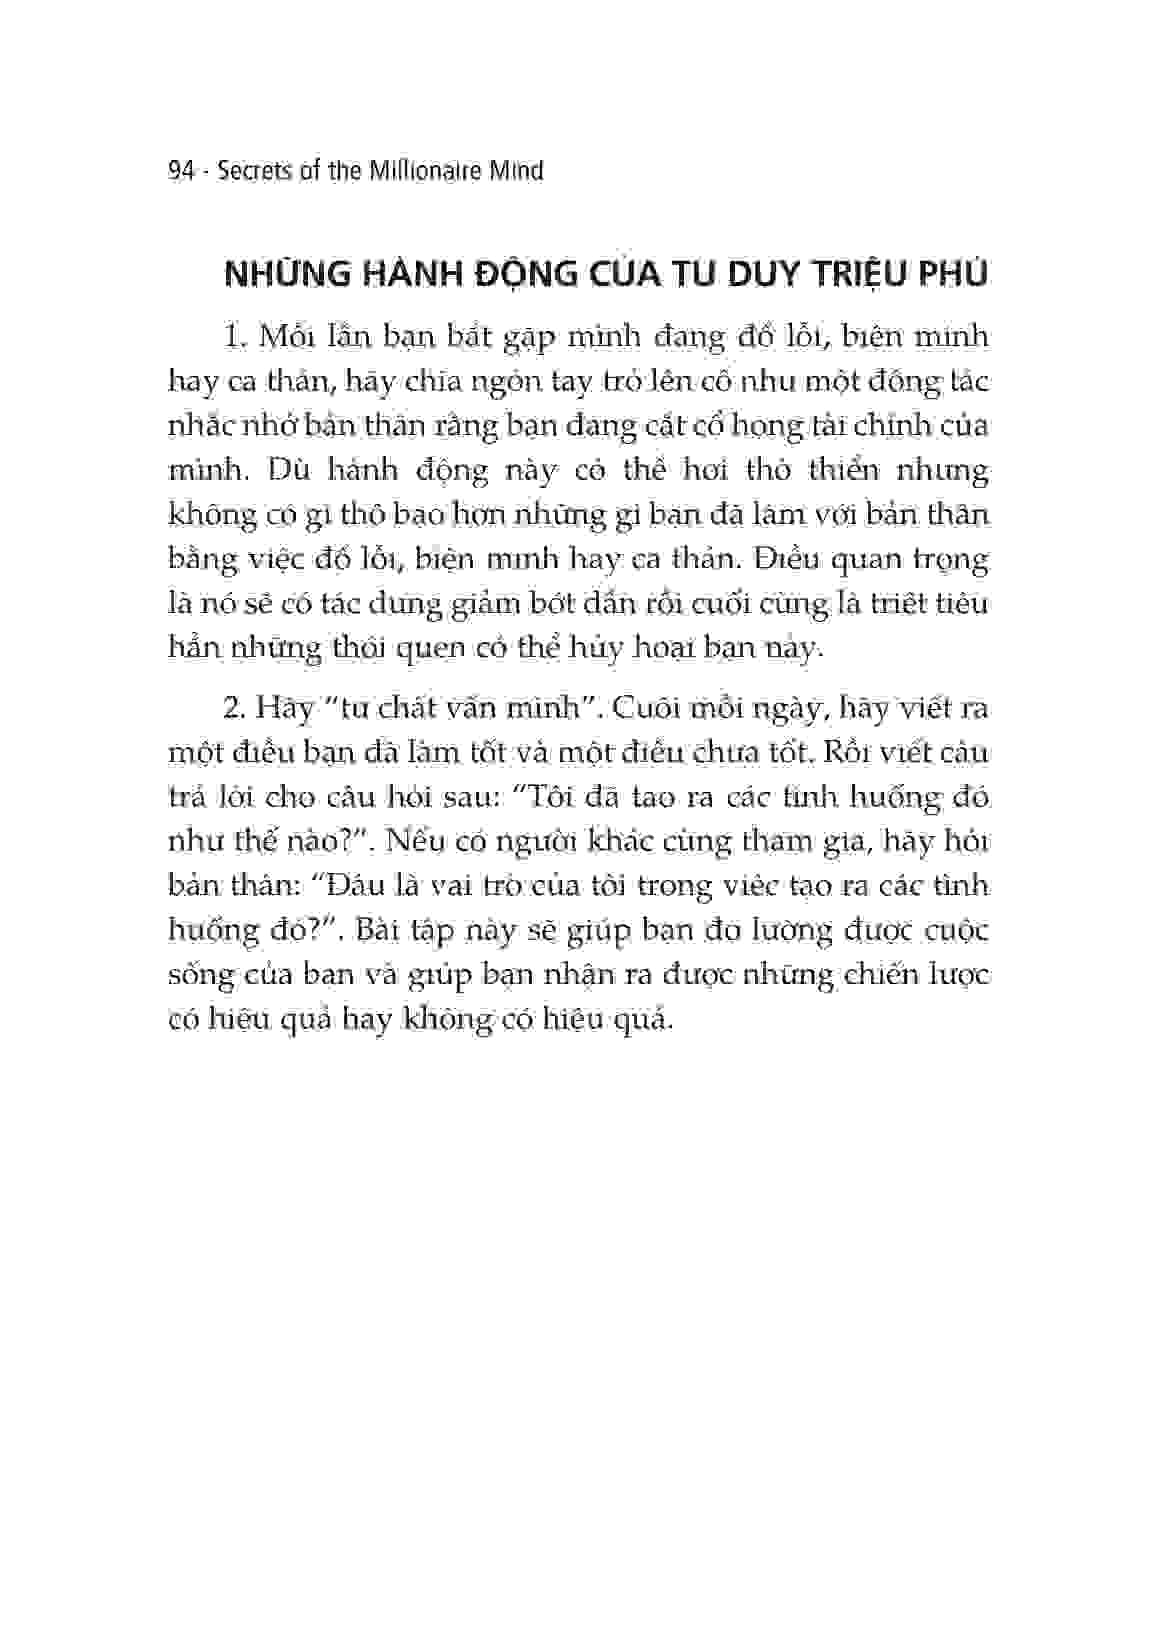 94 - Secrets of the Millionaire Mind
NHỮNG HÀNH ĐỘNG CỦA TƯ DUY TRIỆU PHÚ
1. Mỗi lần bạn bắt gặp mình đang đổ lỗi, biện minh
hay ca thán, hãy chĩa ngón tay trỏ lên cổ như một động tác
nhắc nhở bản thân rằng bạn đang cắt cổ họng tài chính của
mình. Dù hành động này có thể hơi thô thiển nhưng
không có gì thô bạo hơn những gì bạn đã làm với bản thân
bằng việc đổ lỗi, biện minh hay ca thán. Điều quan trọng
là nó sẽ có tác dụng giảm bớt dần rồi cuối cùng là triệt tiêu
hẳn những thói quen có thể hủy hoại bạn này.
2. Hãy “tự chất vấn mình”. Cuối mỗi ngày, hãy viết ra
một điều bạn đã làm tốt và một điều chưa tốt. Rồi viết câu
trả lời cho câu hỏi sau: “Tôi đã tạo ra các tình huống đó
như thế nào?”. Nếu có người khác cùng tham gia, hãy hỏi
bản thân: “Đâu là vai trò của tôi trong việc tạo ra các tình
huống đó?”. Bài tập này sẽ giúp bạn đo lường được cuộc
sống của bạn và giúp bạn nhận ra được những chiến lược
có hiệu quả hay không có hiệu quả.